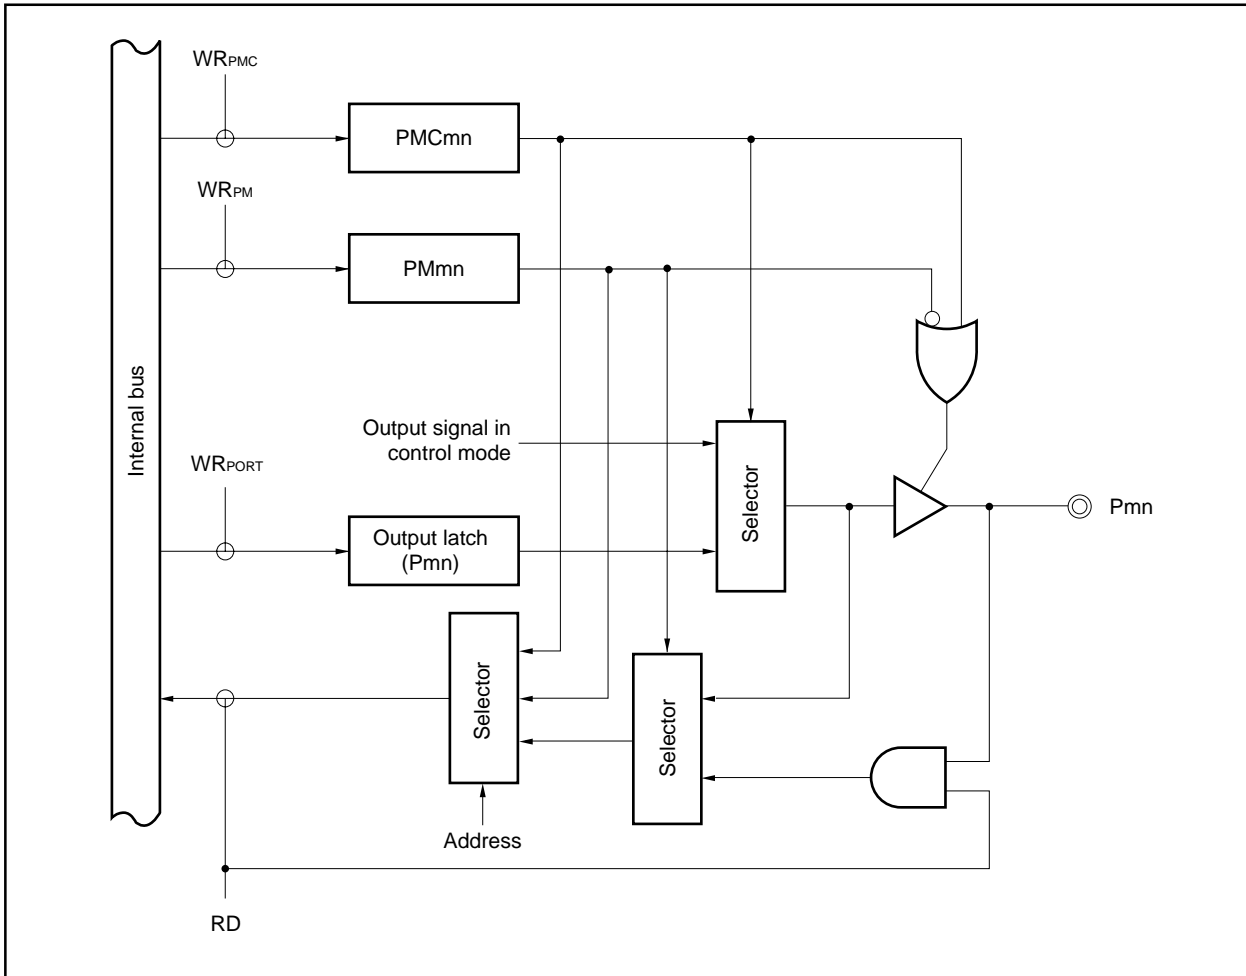 WRPMC
PMCmn
WRPM
PMmn
Internal bus
Output signal in
control mode
Selector
Pmn
WRPORT
Output latch
(Pmn)
Selector
Selector
Address
RD